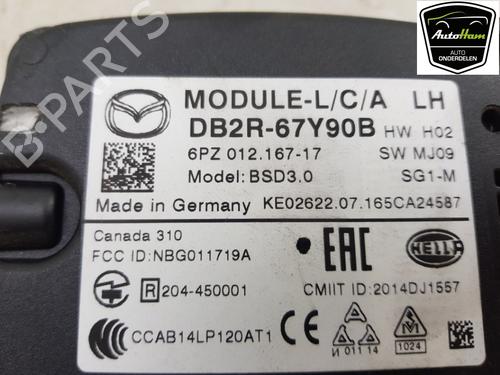 AutoHam
AUTO
ONDERDELEN
MODULE-L/C/A LH
DB2R-67Y90B HW H02
6PZ 012.167-17 SW MJ09
Model: BSD3.0 SG1-M
Made in Germany KE02622.07.165CA24587
Canada 310
FCC ID:NBG011719A
EAC
HELLA
R 204-450001
CMIIT ID:2014DJ1557
CCAB14LP120AT1
CE
И 011 14
1024